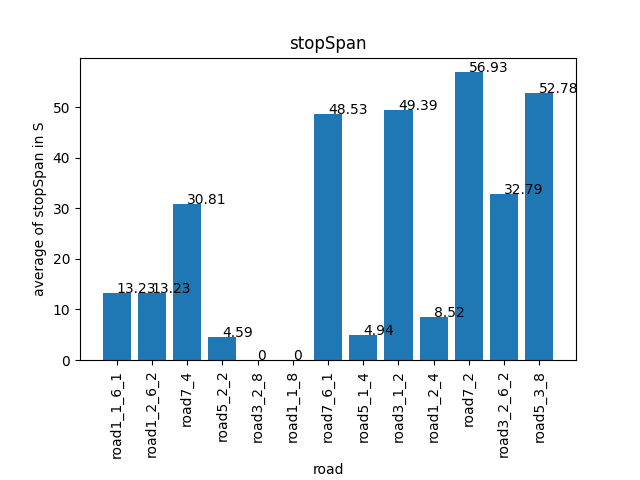 stopSpan
average of stopSpan in S
50
40
30
20
10
0
13.23
13.23
30.81
4.59
0
0
48.53
4.94
49.39
8.52
56.93
32.79
52.78
road1_1_6_1
road1_2_6_2
road7_4
road5_2_2
road3_2_8
road1_1_8
road7_6_1
road5_1_4
road3_1_2
road1_2_4
road7_2
road3_2_6_2
road5_3_8
road